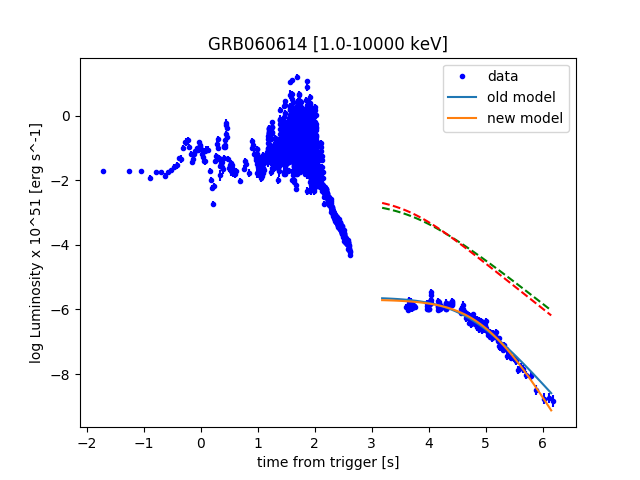 GRB060614 [1.0-10000 keV]
data
old model
new model
log Luminosity x 10^51 [erg s^-1]
0
−2
−4
−6
−8
−2
−1
0
1
2
3
4
5
6
time from trigger [s]